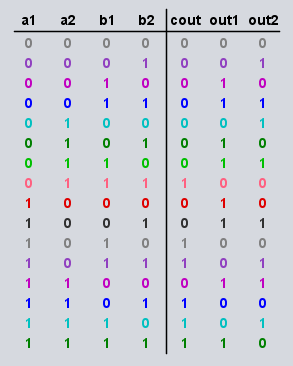 a1 a2 b1 b2 cout out1 out2
0 0 0 0 0 0 0
0 0 0 1 0 0 1
0 0 1 0 0 1 0
0 0 1 1 0 1 1
0 1 0 0 0 0 1
0 1 0 1 0 1 0
0 1 1 0 0 1 1
0 1 1 1 1 0 0
1 0 0 0 0 1 0
1 0 0 1 0 1 1
1 0 1 0 1 0 0
1 0 1 1 1 0 1
1 1 0 0 0 1 1
1 1 0 1 1 0 0
1 1 1 0 1 0 1
1 1 1 1 1 1 0